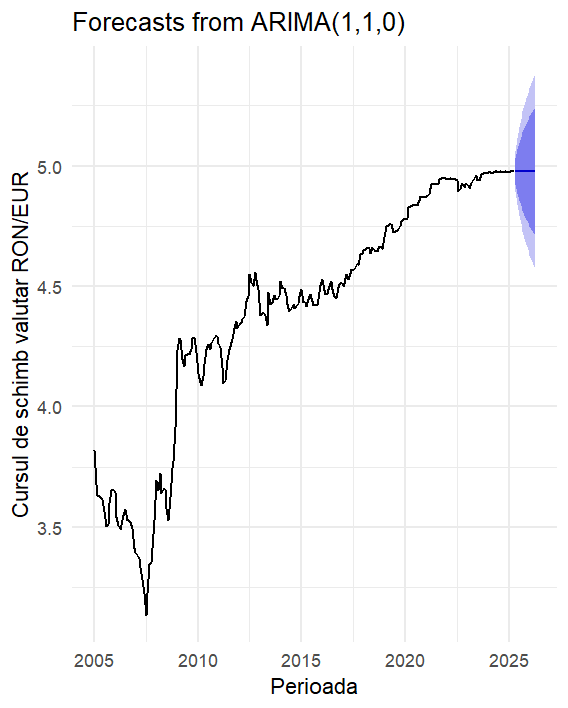 Forecasts from ARIMA(1,1,0)
Cursul de schimb valutar RON/EUR
5.0
4.5
4.0
3.5
2005 2010 2015 2020 2025
Perioada